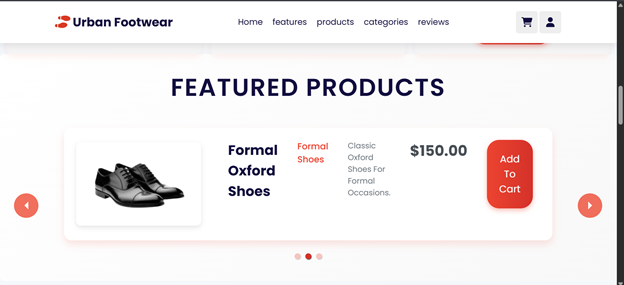 Urban Footwear
Home features products categories reviews
FEATURED PRODUCTS
Formal
Oxford
Shoes
Formal
Shoes
Classic
Oxford
Shoes For
Formal
Occasions.
$150.00
Add
To
Cart